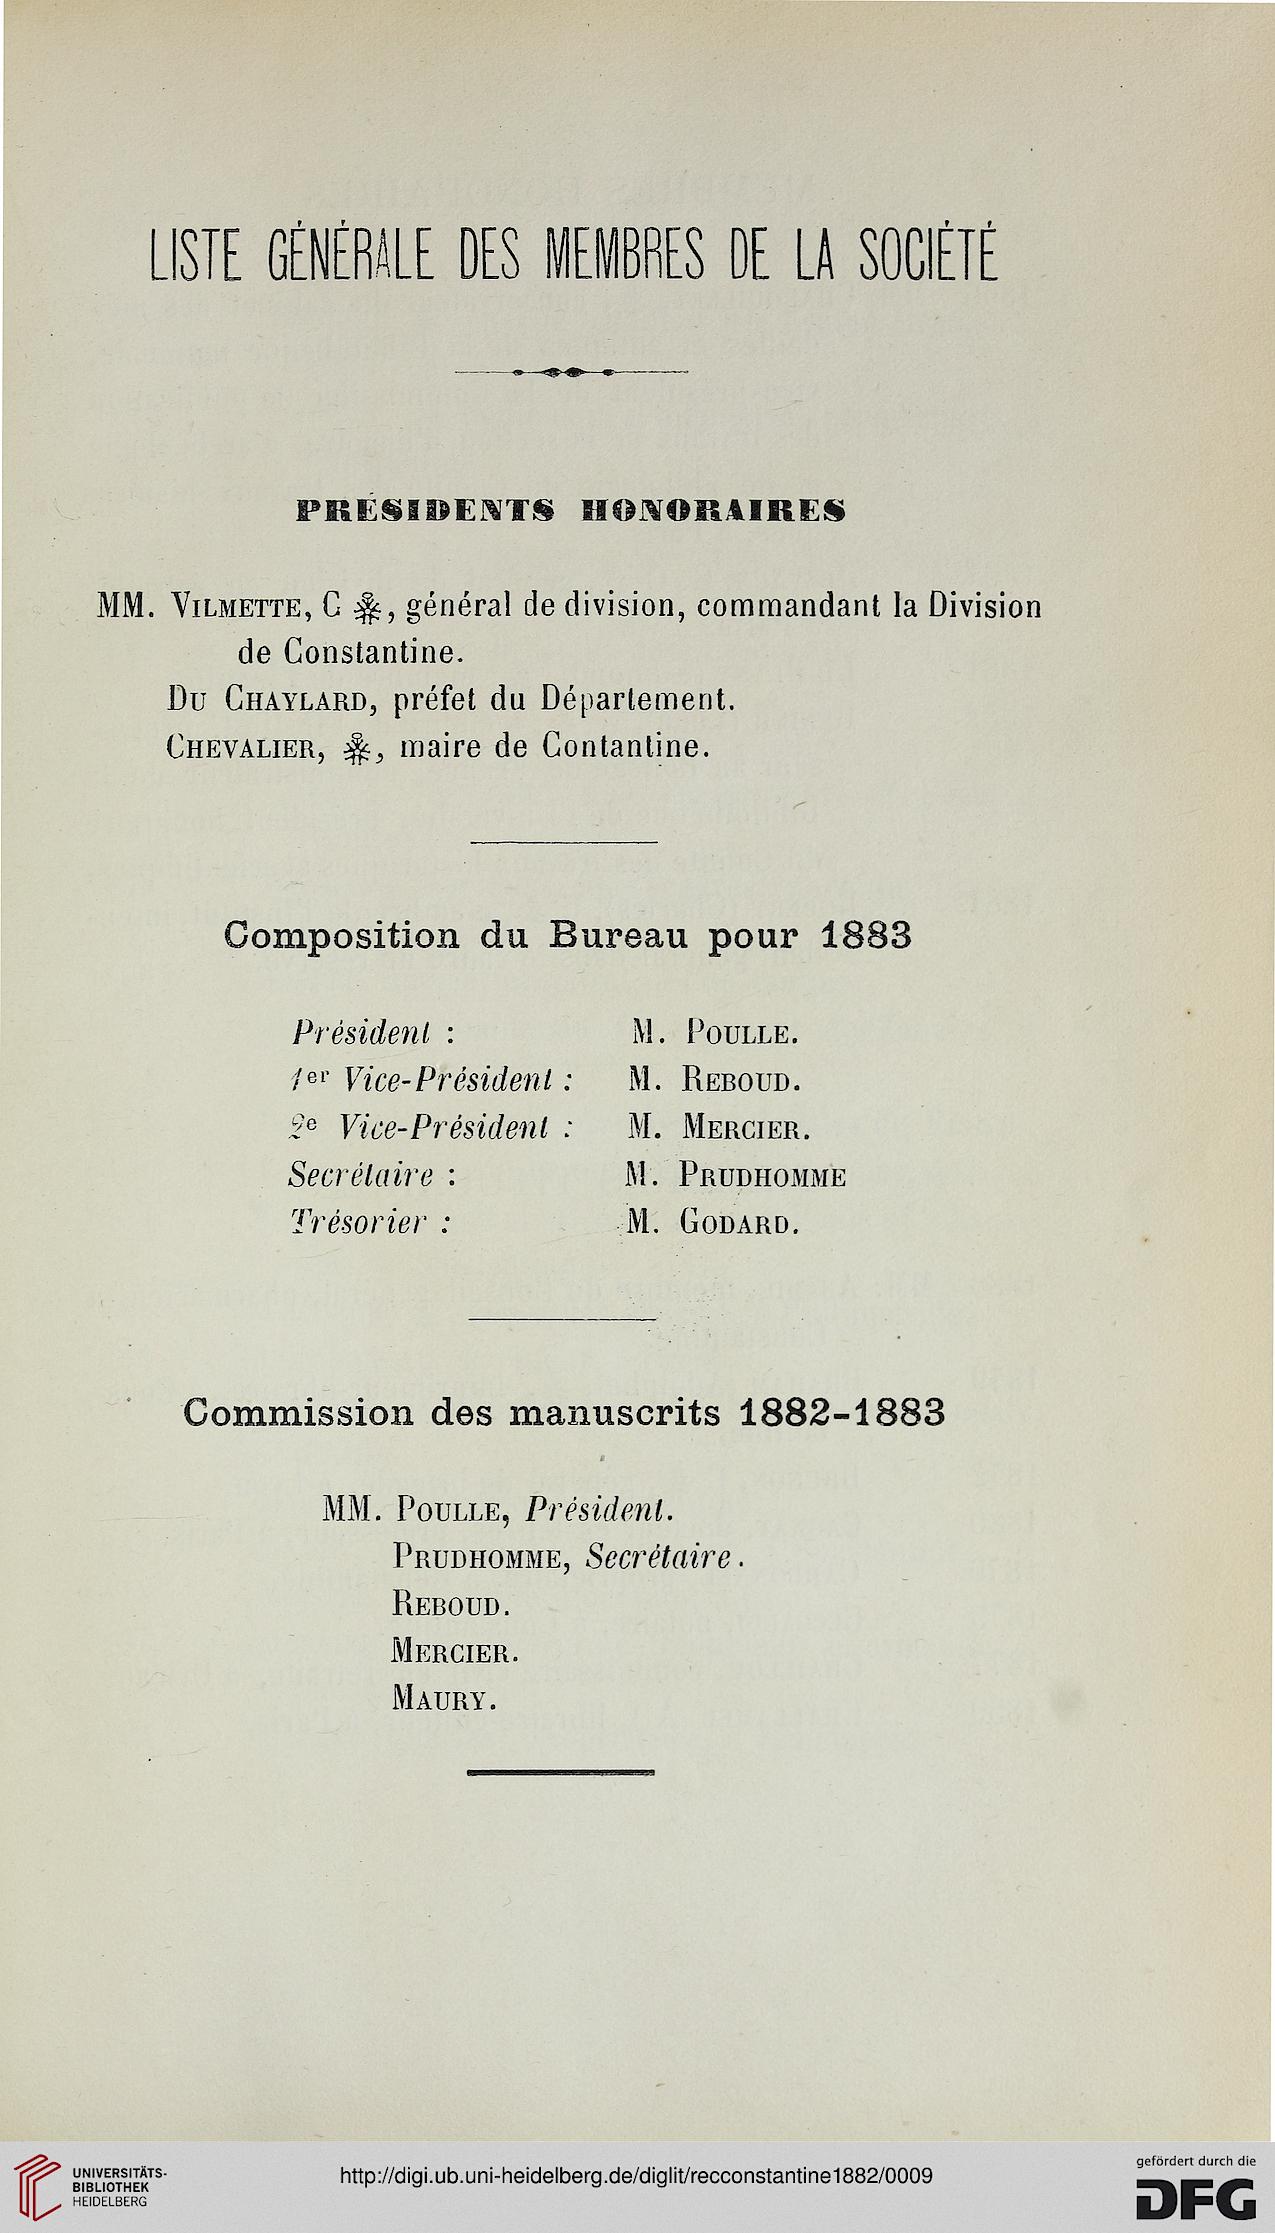 LISTE GÉNÉRALE DES MEMBRES DE LA SOCIÉTÉ
PRÉSIDENTS HONORAIRES
MM. VILMETTE, C ✻, général de division, commandant la Division
de Constantine.
DU CHAYLARD, préfet du Département.
CHEVALIER, ✻, maire de Contantine.
Composition du Bureau pour 1883
Président : M. POULLE.
1er Vice-Président : M. REBOUD.
2e Vice-Président : M. MERCIER.
Secrétaire : M. PRUDHOMME
Trésorier : M. GODARD.
Commission des manuscrits 1882-1883
MM. POULLE, Président.
PRUDHOMME, Secrétaire.
REBOUD.
MERCIER.
MAURY.
UNIVERSITÄTS-
BIBLIOTHEK
HEIDELBERG
http://digi.ub.uni-heidelberg.de/diglit/recconstantine1882/0009
gefördert durch die
DFG